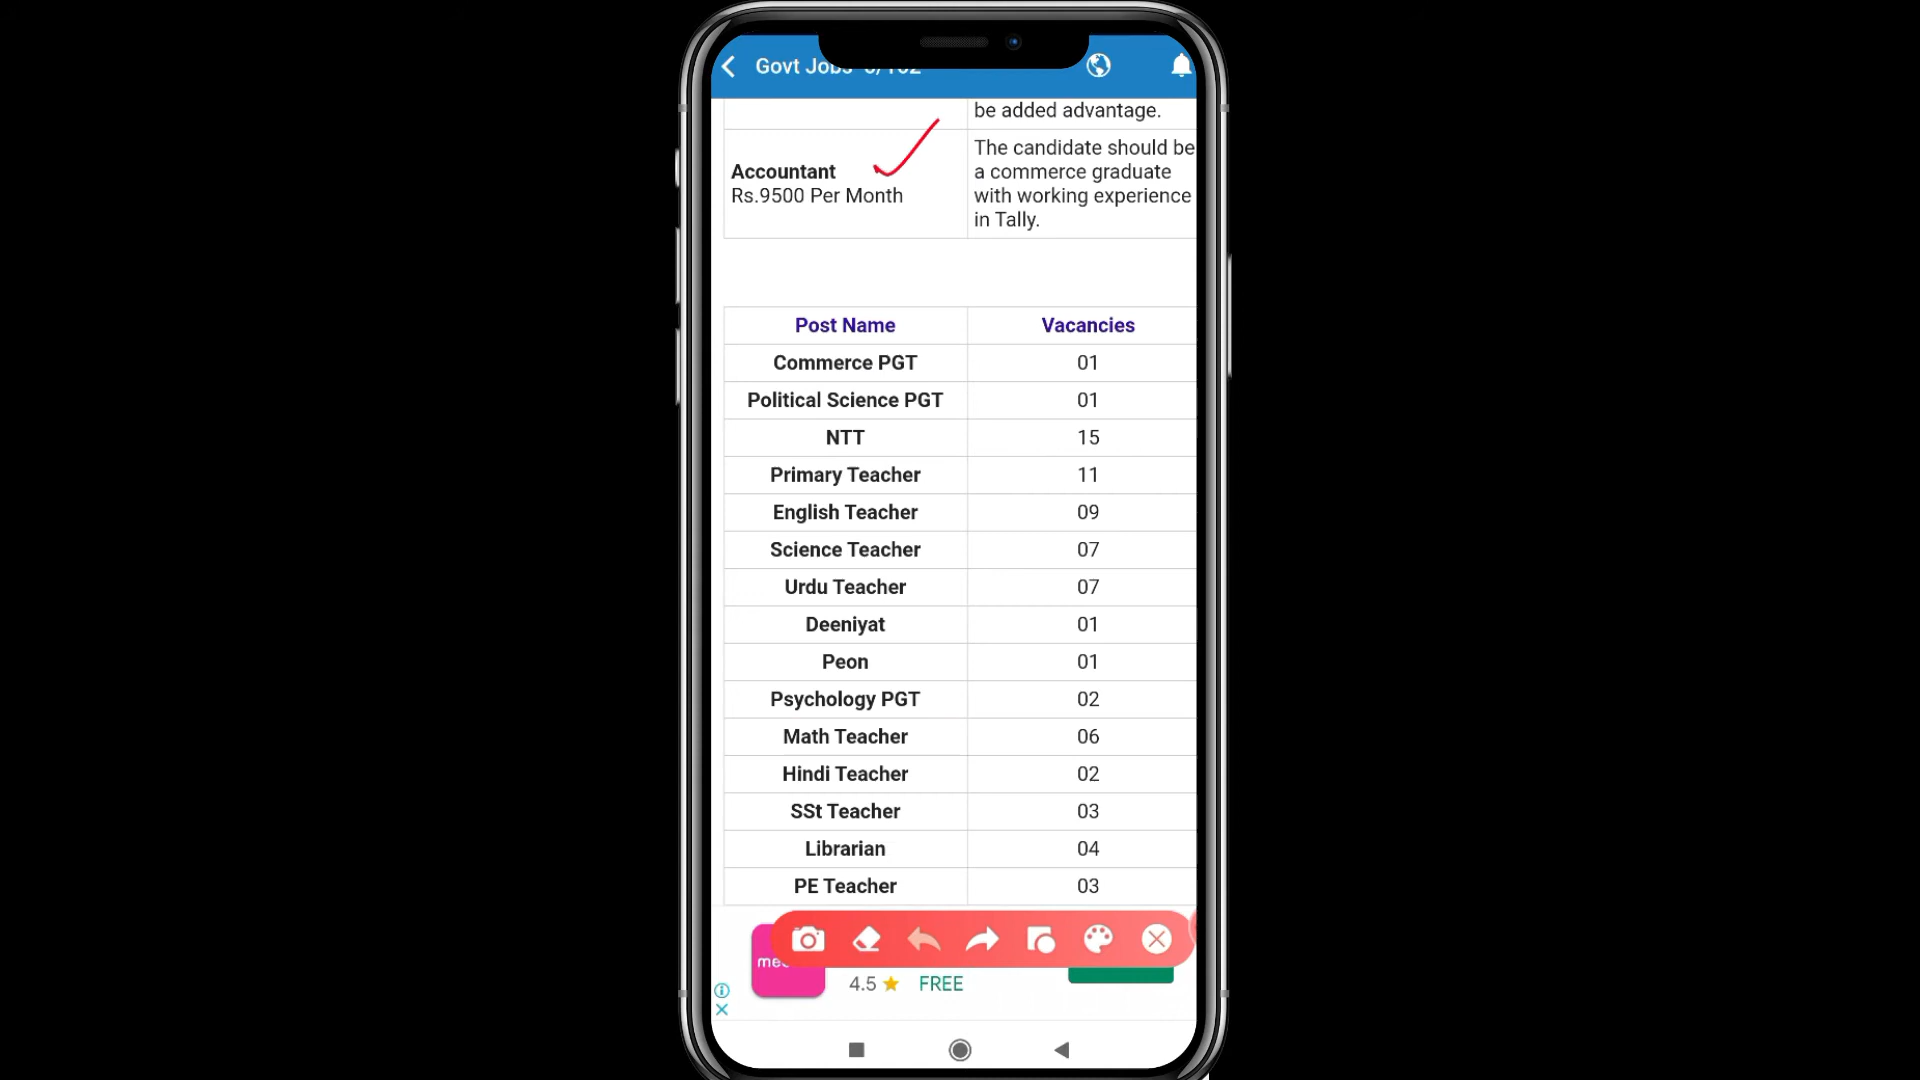 Govt Jobs
be added advantage.
Accountant
Rs.9500 Per Month
The candidate should be
a commerce graduate
with working experience
in Tally.
Post Name Vacancies
Commerce PGT 01
Political Science PGT 01
NTT 15
Primary Teacher 11
English Teacher 09
Science Teacher 07
Urdu Teacher 07
Deeniyat 01
Peon 01
Psychology PGT 02
Math Teacher 06
Hindi Teacher 02
SSt Teacher 03
Librarian 04
PE Teacher 03
4.5 FREE